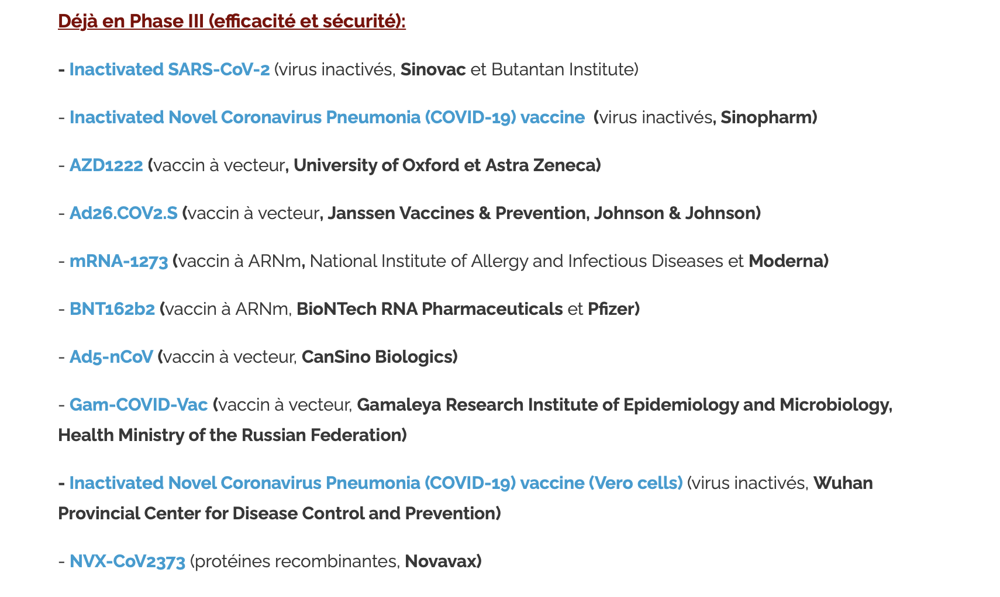 Déjà en Phase III (efficacité et sécurité):
- Inactivated SARS-CoV-2 (virus inactivés, Sinovac et Butantan Institute)
- Inactivated Novel Coronavirus Pneumonia (COVID-19) vaccine  (virus inactivés, Sinopharm)
- AZD1222 (vaccin à vecteur, University of Oxford et Astra Zeneca)
- Ad26.COV2.S (vaccin à vecteur, Janssen Vaccines & Prevention, Johnson & Johnson)
- mRNA-1273 (vaccin à ARNm, National Institute of Allergy and Infectious Diseases et Moderna)
- BNT162b2 (vaccin à ARNm, BioNTech RNA Pharmaceuticals et Pfizer)
- Ad5-nCoV (vaccin à vecteur, CanSino Biologics)
- Gam-COVID-Vac (vaccin à vecteur, Gamaleya Research Institute of Epidemiology and Microbiology,
Health Ministry of the Russian Federation)
- Inactivated Novel Coronavirus Pneumonia (COVID-19) vaccine (Vero cells) (virus inactivés, Wuhan
Provincial Center for Disease Control and Prevention)
- NVX-CoV2373 (protéines recombinantes, Novavax)